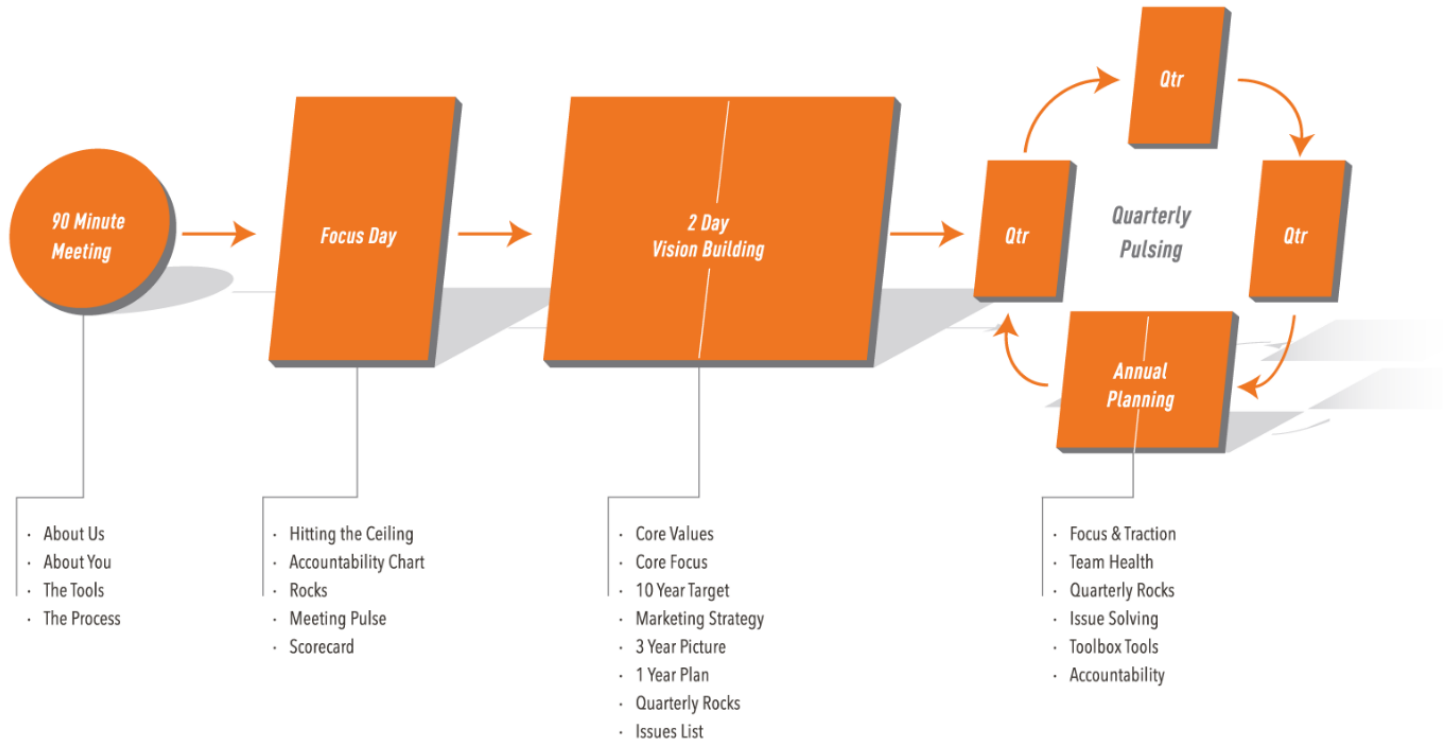 90 Minute
Meeting
Focus Day
2 Day
Vision Building
Qtr
Qtr
Qtr
Quarterly
Pulsing
Annual
Planning
· About Us
· About You
· The Tools
· The Process
· Hitting the Ceiling
· Accountability Chart
· Rocks
· Meeting Pulse
· Scorecard
· Core Values
· Core Focus
· 10 Year Target
· Marketing Strategy
· 3 Year Picture
· 1 Year Plan
· Quarterly Rocks
· Issues List
· Focus & Traction
· Team Health
· Quarterly Rocks
· Issue Solving
· Toolbox Tools
· Accountability